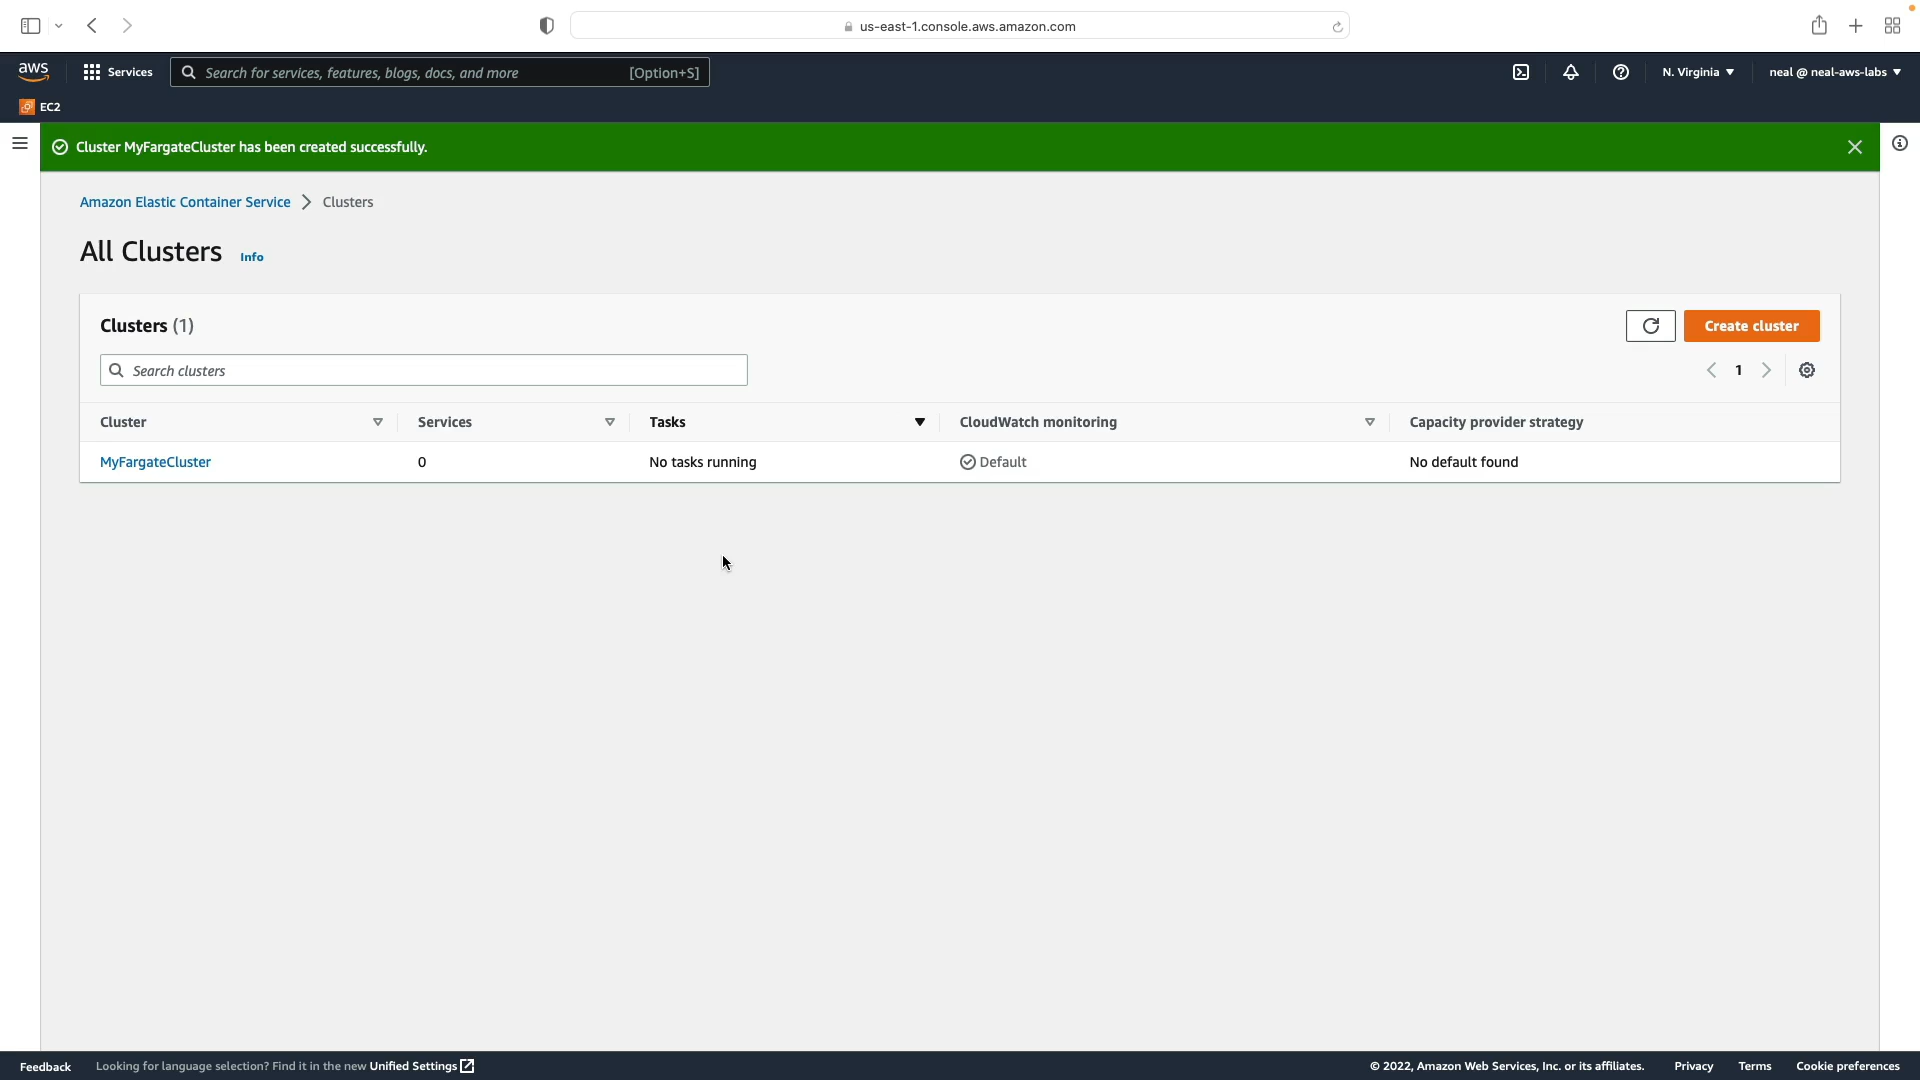 us-east-1.console.aws.amazon.com
aws
Services
Search for services, features, blogs, docs, and more
[Option+S]
N. Virginia
neal @ neal-aws-labs
EC2
Cluster MyFargateCluster has been created successfully.
Amazon Elastic Container Service
Clusters
All Clusters
Info
Clusters (1)
Create cluster
Search clusters
1
Cluster
Services
Tasks
CloudWatch monitoring
Capacity provider strategy
MyFargateCluster
0
No tasks running
Default
No default found
Feedback
Looking for language selection? Find it in the new Unified Settings
© 2022, Amazon Web Services, Inc. or its affiliates.
Privacy
Terms
Cookie preferences